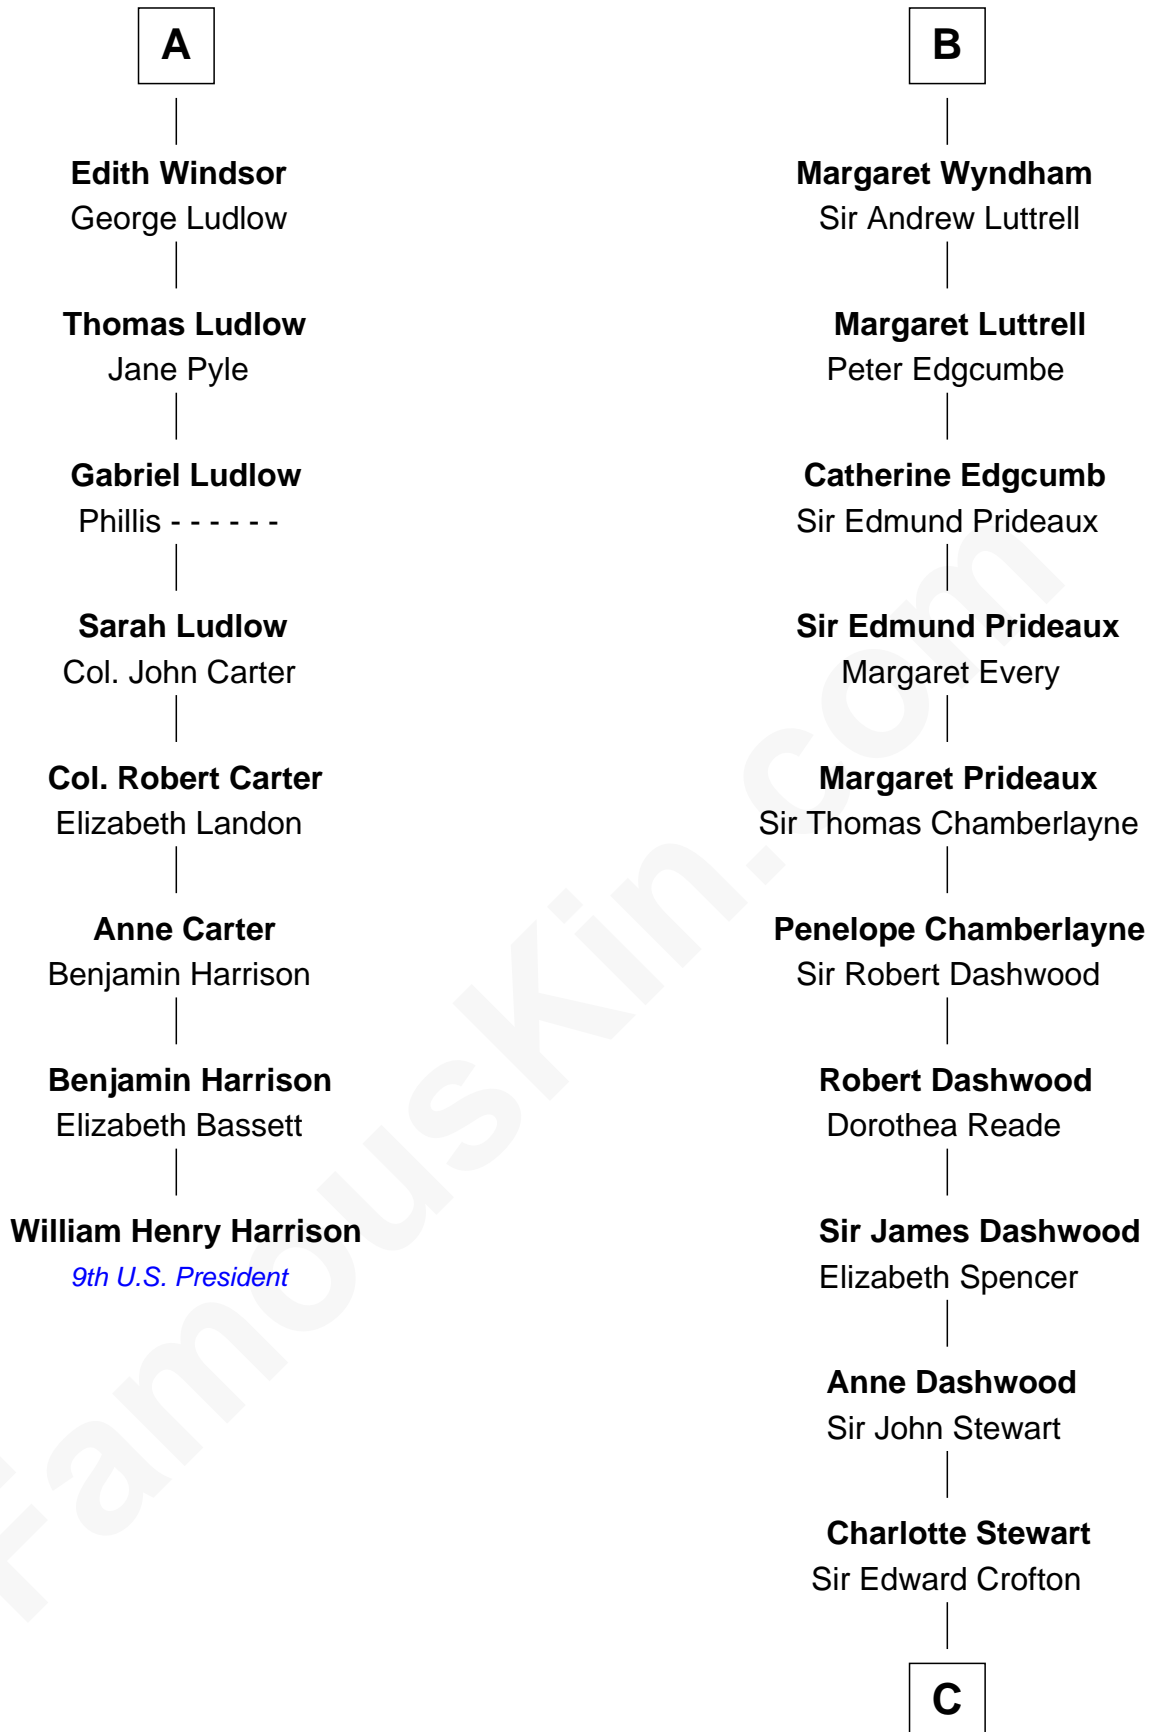 A
Edith Windsor
George Ludlow
Thomas Ludlow
Jane Pyle
Gabriel Ludlow
Phillis - - - - - -
Sarah Ludlow
Col. John Carter
Col. Robert Carter
Elizabeth Landon
Anne Carter
Benjamin Harrison
Benjamin Harrison
Elizabeth Bassett
William Henry Harrison
9th U.S. President
B
Margaret Wyndham
Sir Andrew Luttrell
Margaret Luttrell
Peter Edgcumbe
Catherine Edgcumb
Sir Edmund Prideaux
Sir Edmund Prideaux
Margaret Every
Margaret Prideaux
Sir Thomas Chamberlayne
Penelope Chamberlayne
Sir Robert Dashwood
Robert Dashwood
Dorothea Reade
Sir James Dashwood
Elizabeth Spencer
Anne Dashwood
Sir John Stewart
Charlotte Stewart
Sir Edward Crofton
C
FamousKin.com